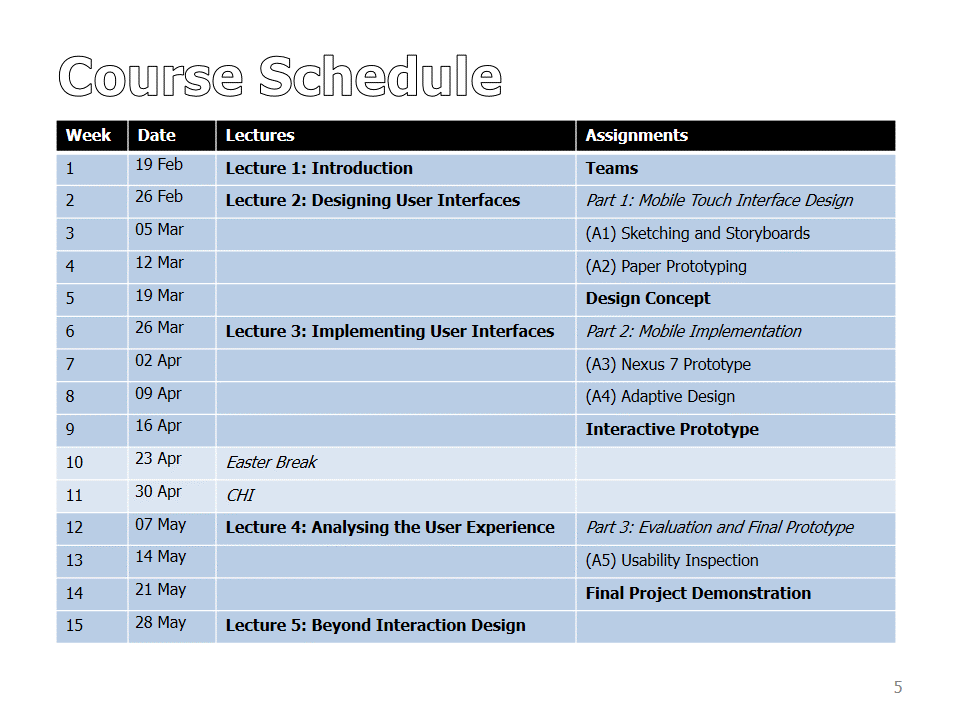 Course Schedule
Week Date Lectures Assignments
1 19 Feb Lecture 1: Introduction Teams
2 26 Feb Lecture 2: Designing User Interfaces Part 1: Mobile Touch Interface Design
3 05 Mar (A1) Sketching and Storyboards
4 12 Mar (A2) Paper Prototyping
5 19 Mar Design Concept
6 26 Mar Lecture 3: Implementing User Interfaces Part 2: Mobile Implementation
7 02 Apr (A3) Nexus 7 Prototype
8 09 Apr (A4) Adaptive Design
9 16 Apr Interactive Prototype
10 23 Apr Easter Break
11 30 Apr CHI
12 07 May Lecture 4: Analysing the User Experience Part 3: Evaluation and Final Prototype
13 14 May (A5) Usability Inspection
14 21 May Final Project Demonstration
15 28 May Lecture 5: Beyond Interaction Design
5